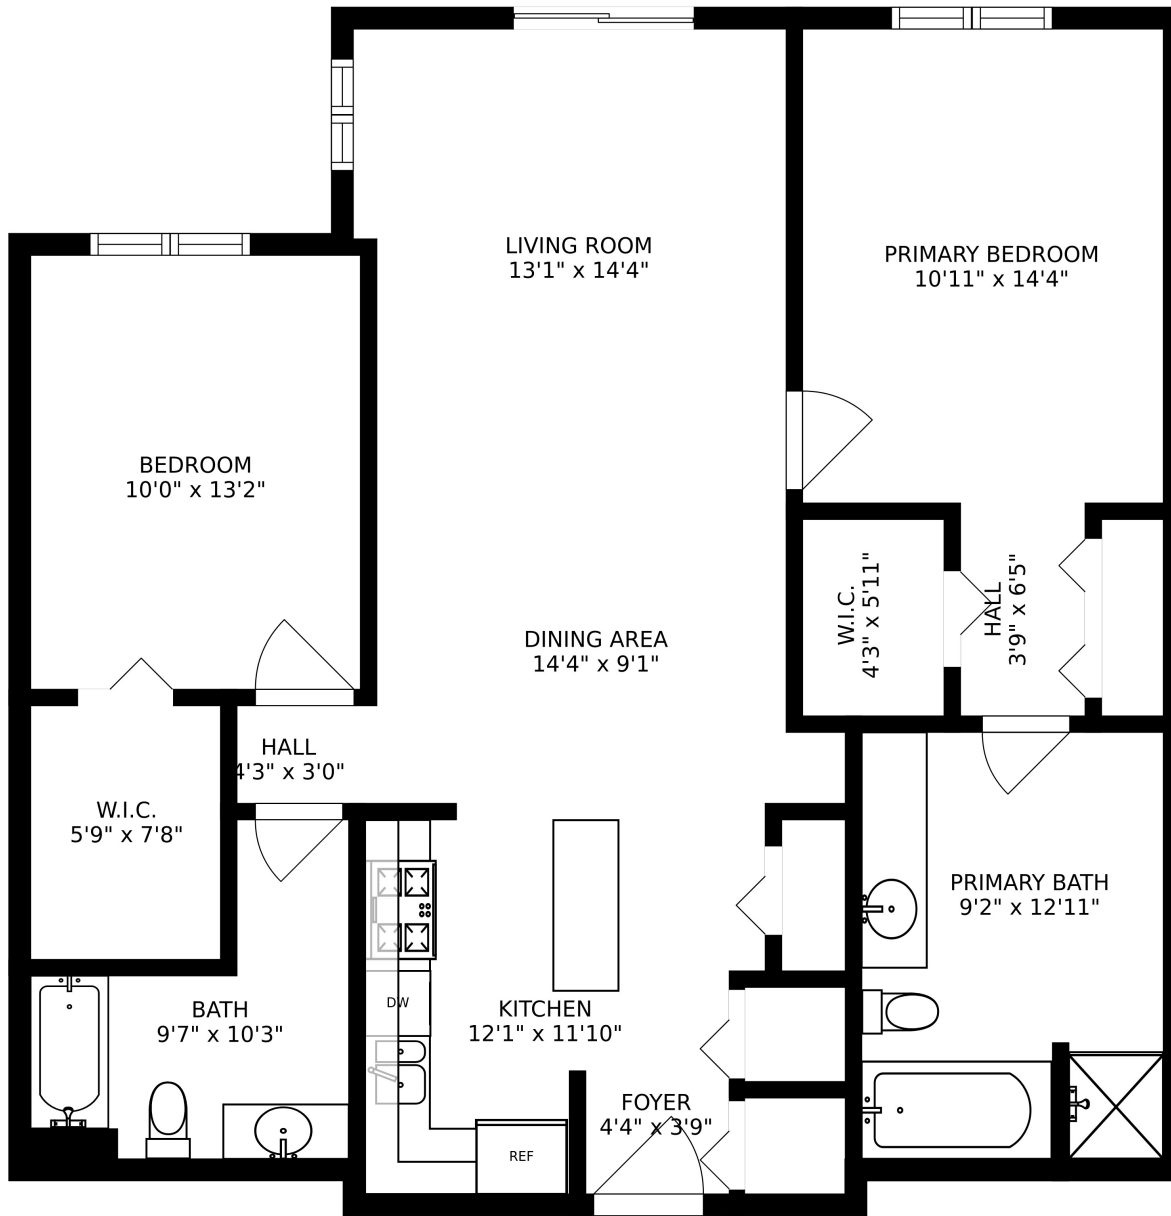 LIVING ROOM
13'1" x 14'4"
PRIMARY BEDROOM
10'11" x 14'4"
BEDROOM
10'0" x 13'2"
W.I.C.
4'3" x 5'11"
HALL
3'9" x 6'5"
DINING AREA
14'4" x 9'1"
HALL
4'3" x 3'0"
W.I.C.
5'9" x 7'8"
PRIMARY BATH
9'2" x 12'11"
BATH
9'7" x 10'3"
DW
KITCHEN
12'1" x 11'10"
FOYER
4'4" x 3'9"
REF